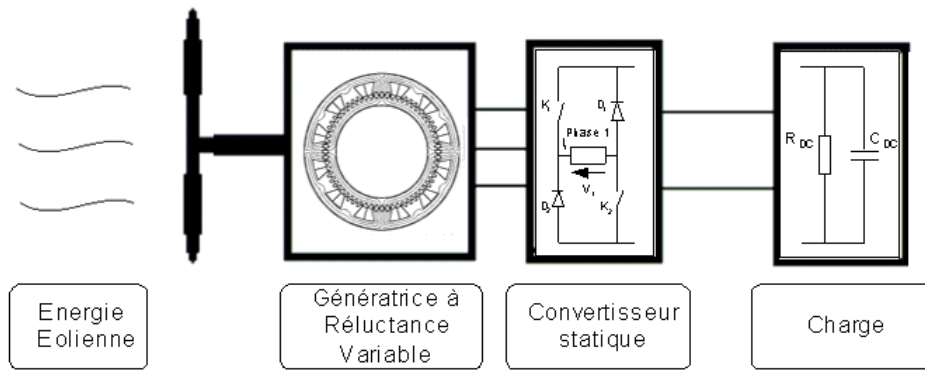 K₁
D₁
Phase 1
V₁
D₂
K₂
R DC
C DC
Energie
Eolienne
Génératrice à
Réluctance
Variable
Convertisseur
statique
Charge